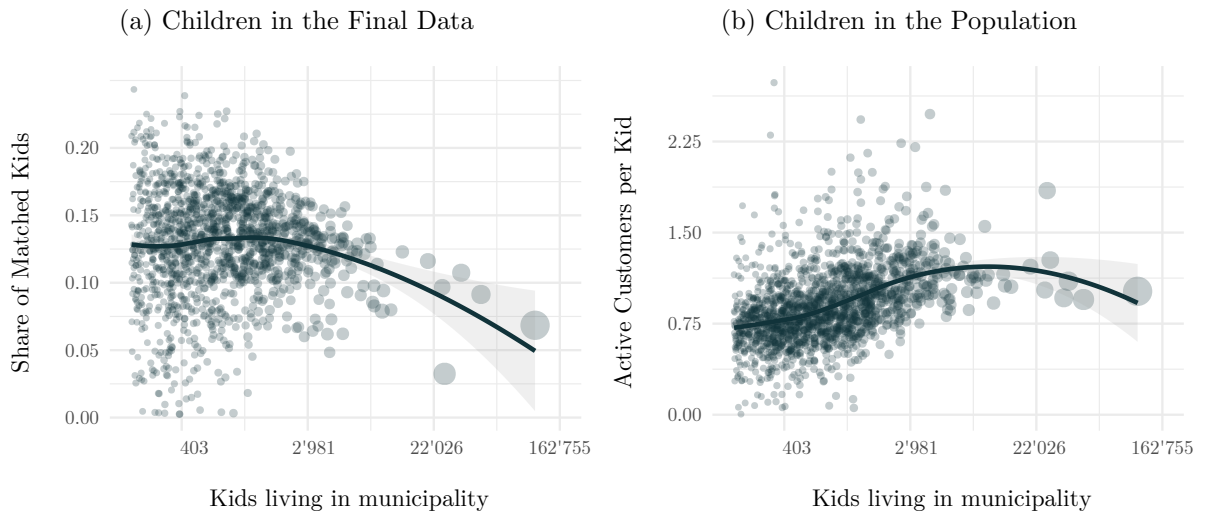 (a) Children in the Final Data
Share of Matched Kids
0.20
0.15
0.10
0.05
0.00
403 2'981 22'026 162'755
Kids living in municipality
(b) Children in the Population
Active Customers per Kid
2.25
1.50
0.75
0.00
403 2'981 22'026 162'755
Kids living in municipality